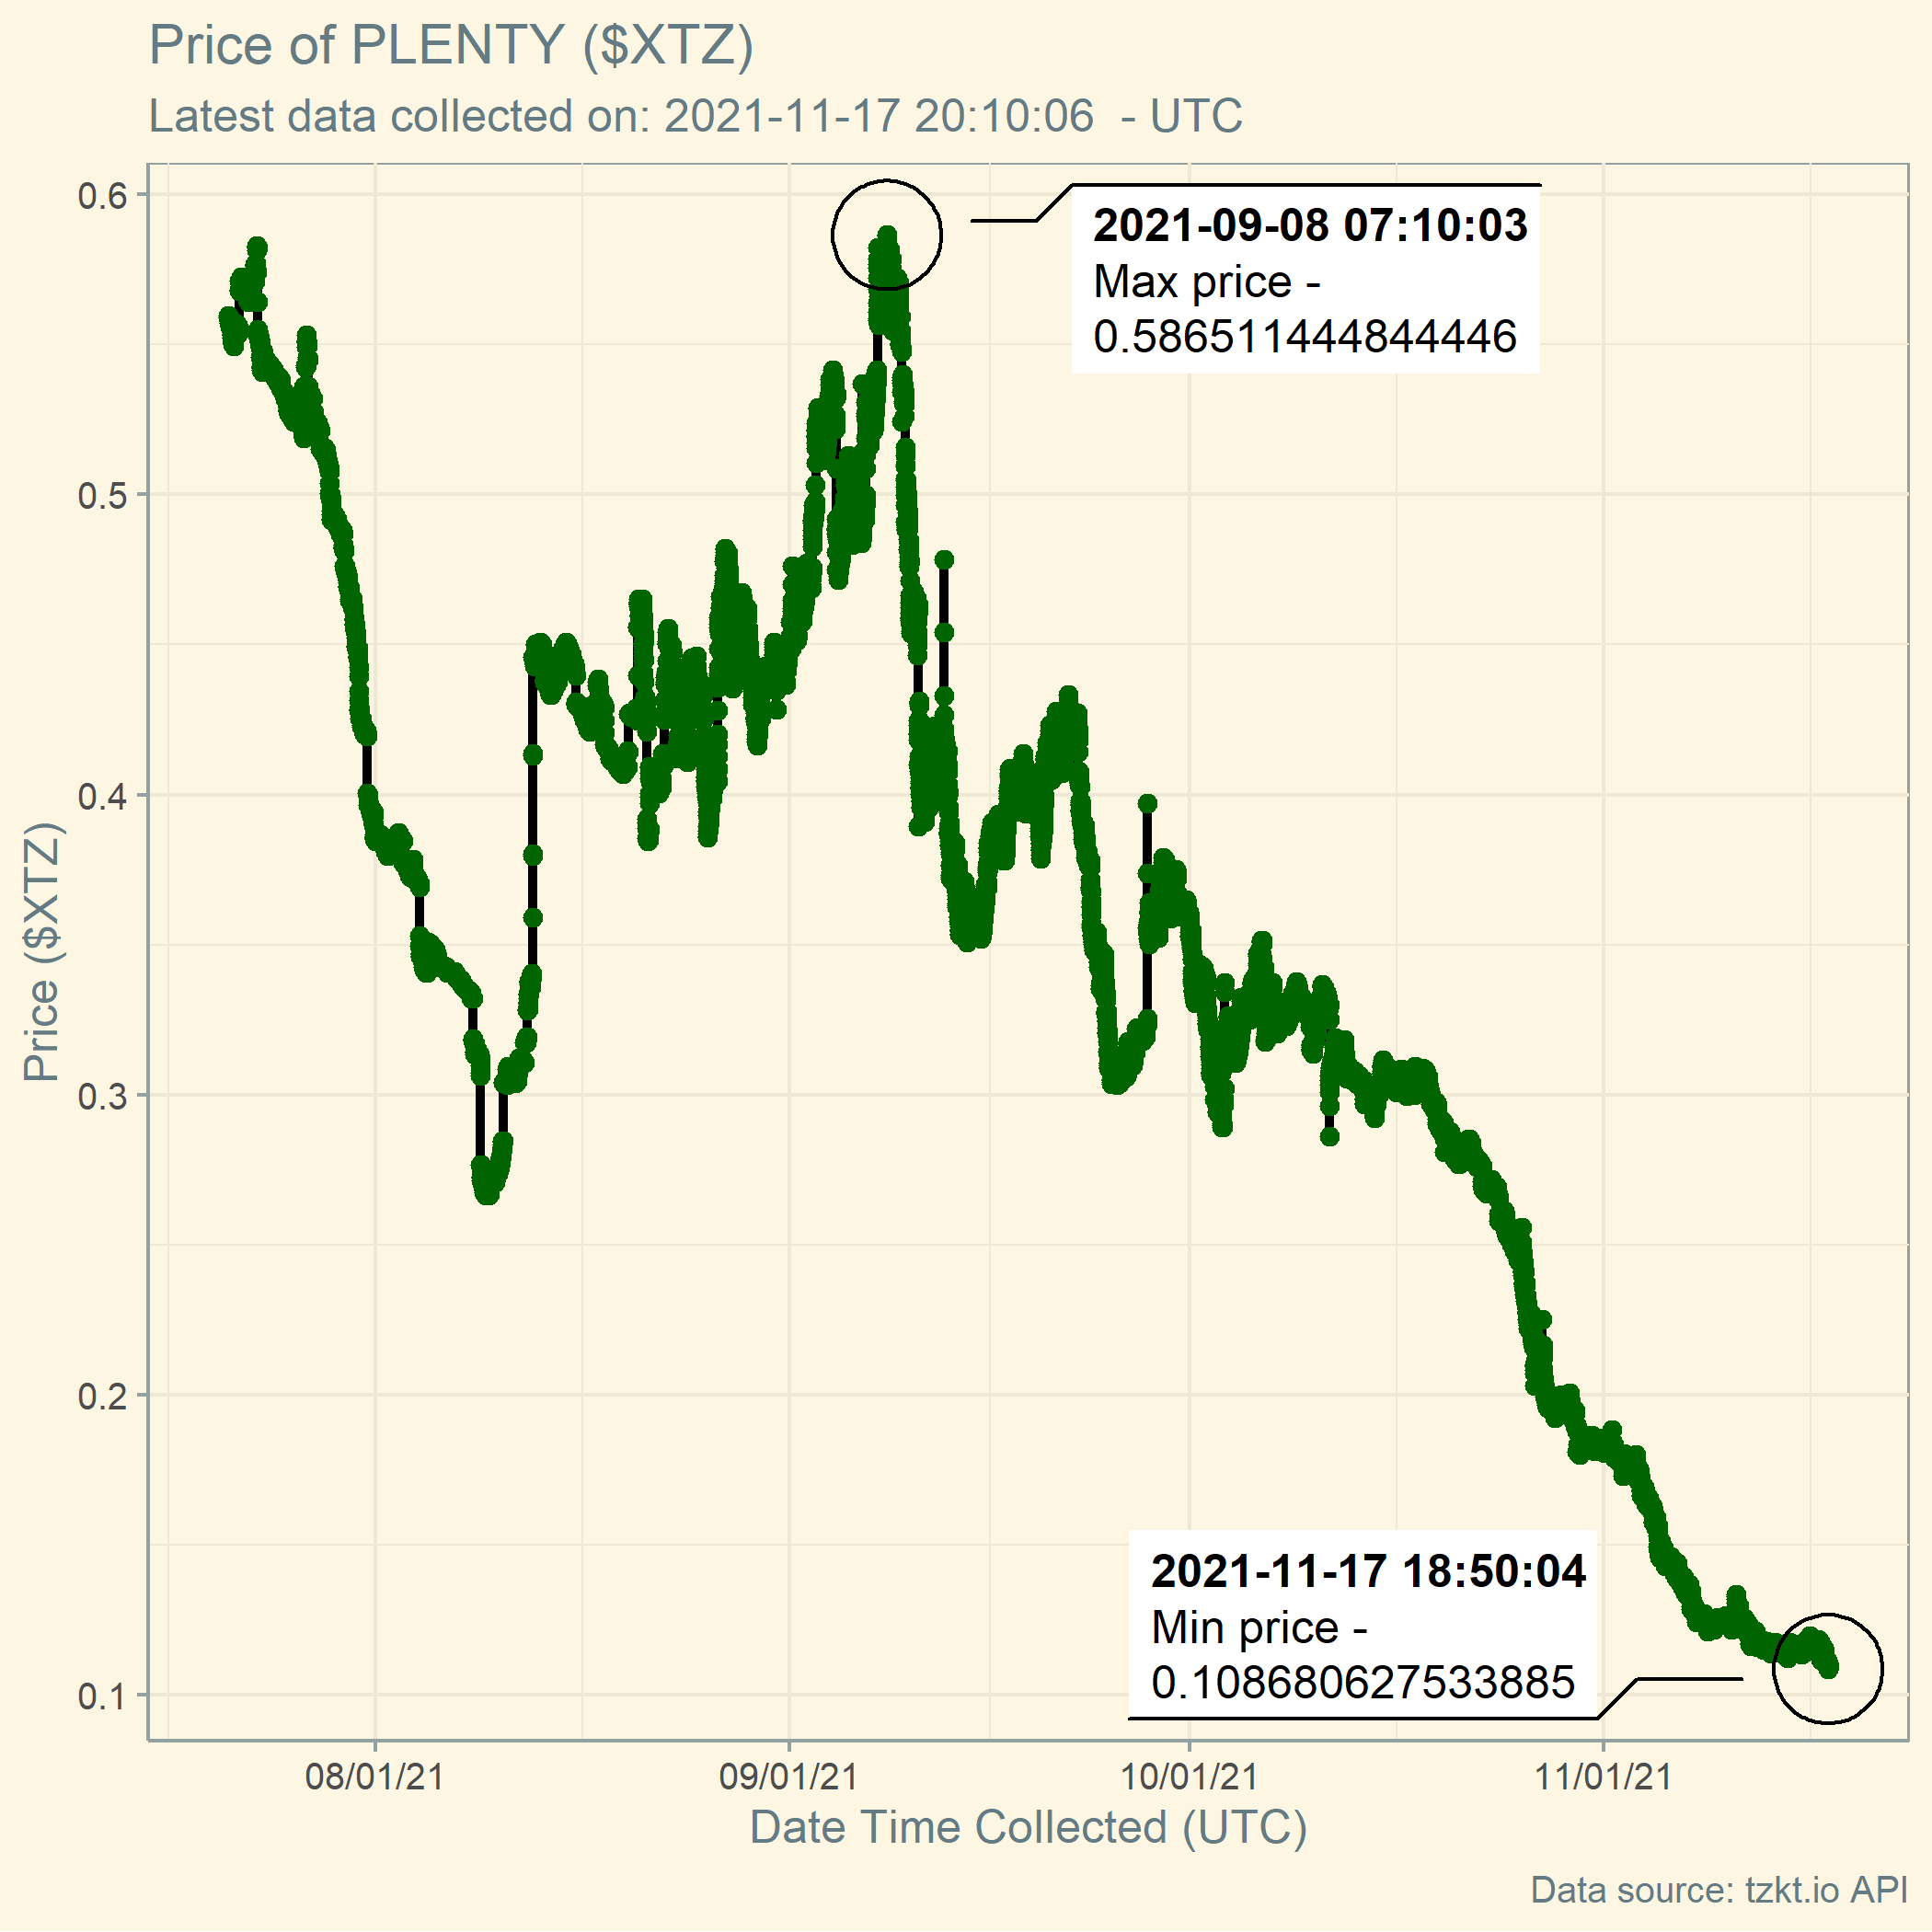 Price of PLENTY ($XTZ)
Latest data collected on: 2021-11-17 20:10:06  - UTC
0.6
0.5
0.4
0.3
0.2
0.1
Price ($XTZ)
2021-09-08 07:10:03
Max price -
0.586511444844446
2021-11-17 18:50:04
Min price -
0.108680627533885
08/01/21
09/01/21
10/01/21
11/01/21
Date Time Collected (UTC)
Data source: tzkt.io API